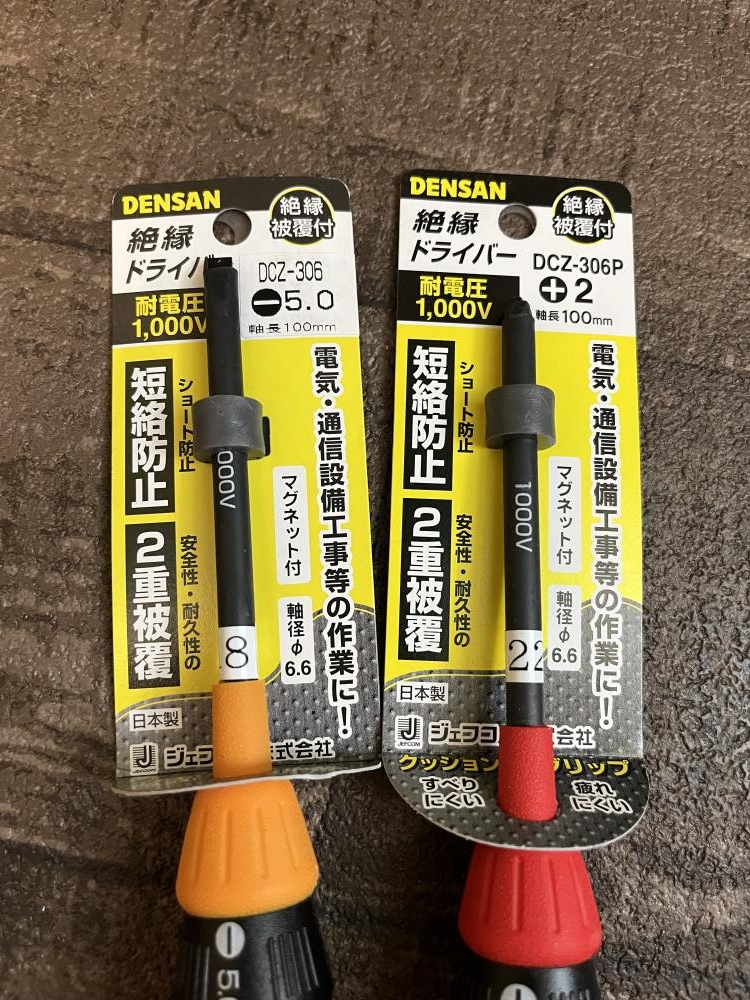 DENSAN
絶縁
被覆付
絶縁
ドライバ
DCZ-306
⊖5.0
軸長100mm
耐電圧
1,000V
短絡防止
ショート防止
2重被覆
安全性・耐久性の
電気・通信設備工事等の作業に!
マグネット付
軸径φ
6.6
000V
18
日本製
J
JEFCOM
ジェフコ
式会社
5.
DENSAN
絶縁
被覆付
絶縁
ドライバー
DCZ-306P
⊕2
軸長100mm
耐電圧
1,000V
短絡防止
ショート防止
2重被覆
安全性・耐久性の
電気・通信設備工事等の作業に!
マグネット付
軸径φ
6.6
1000V
22
日本製
J
JEFCOM
ジェフコ
会社
クッション
グリップ
すべり
にくい
疲れ
にくい